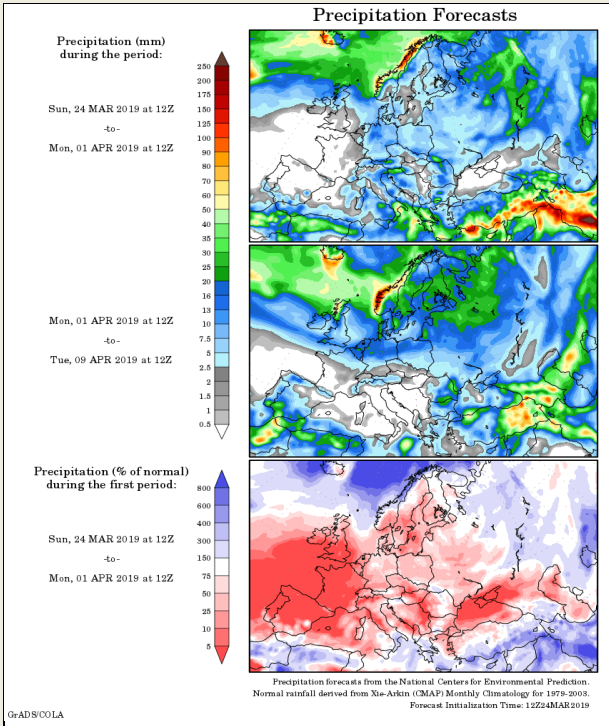 Precipitation Forecasts
Precipitation (mm)
during the period:
Sun, 24 MAR 2019 at 12Z
-to-
Mon, 01 APR 2019 at 12Z
250
200
175
150
125
100
90
80
70
60
50
40
35
30
25
20
16
13
10
7.5
5
2.5
2
1.5
1
0.5
Mon, 01 APR 2019 at 12Z
-to-
Tue, 09 APR 2019 at 12Z
Precipitation (% of normal)
during the first period:
Sun, 24 MAR 2019 at 12Z
-to-
Mon, 01 APR 2019 at 12Z
800
600
400
300
150
75
50
25
10
5
Precipitation forecasts from the National Centers for Environmental Prediction.
Normal rainfall derived from Xie-Arkin (CMAP) Monthly Climatology for 1979-2003.
Forecast Initialization Time: 12Z24MAR2019
GrADS/COLA